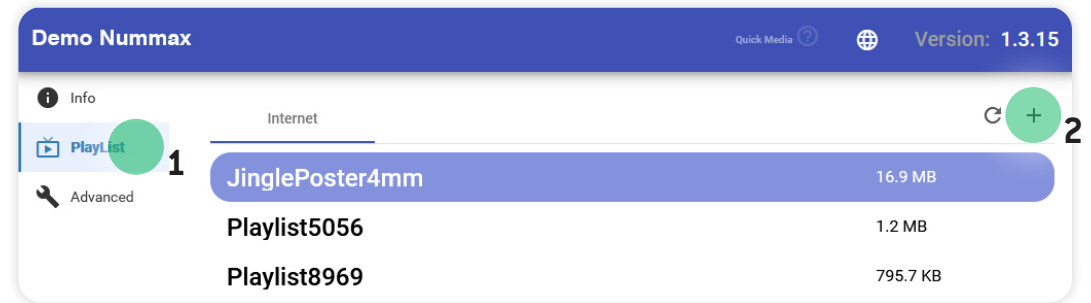 Demo Nummax
Quick Media ?
Version: 1.3.15
Info
Internet
PlayList
1
2
JinglePoster4mm 16.9 MB
Advanced
Playlist5056 1.2 MB
Playlist8969 795.7 KB